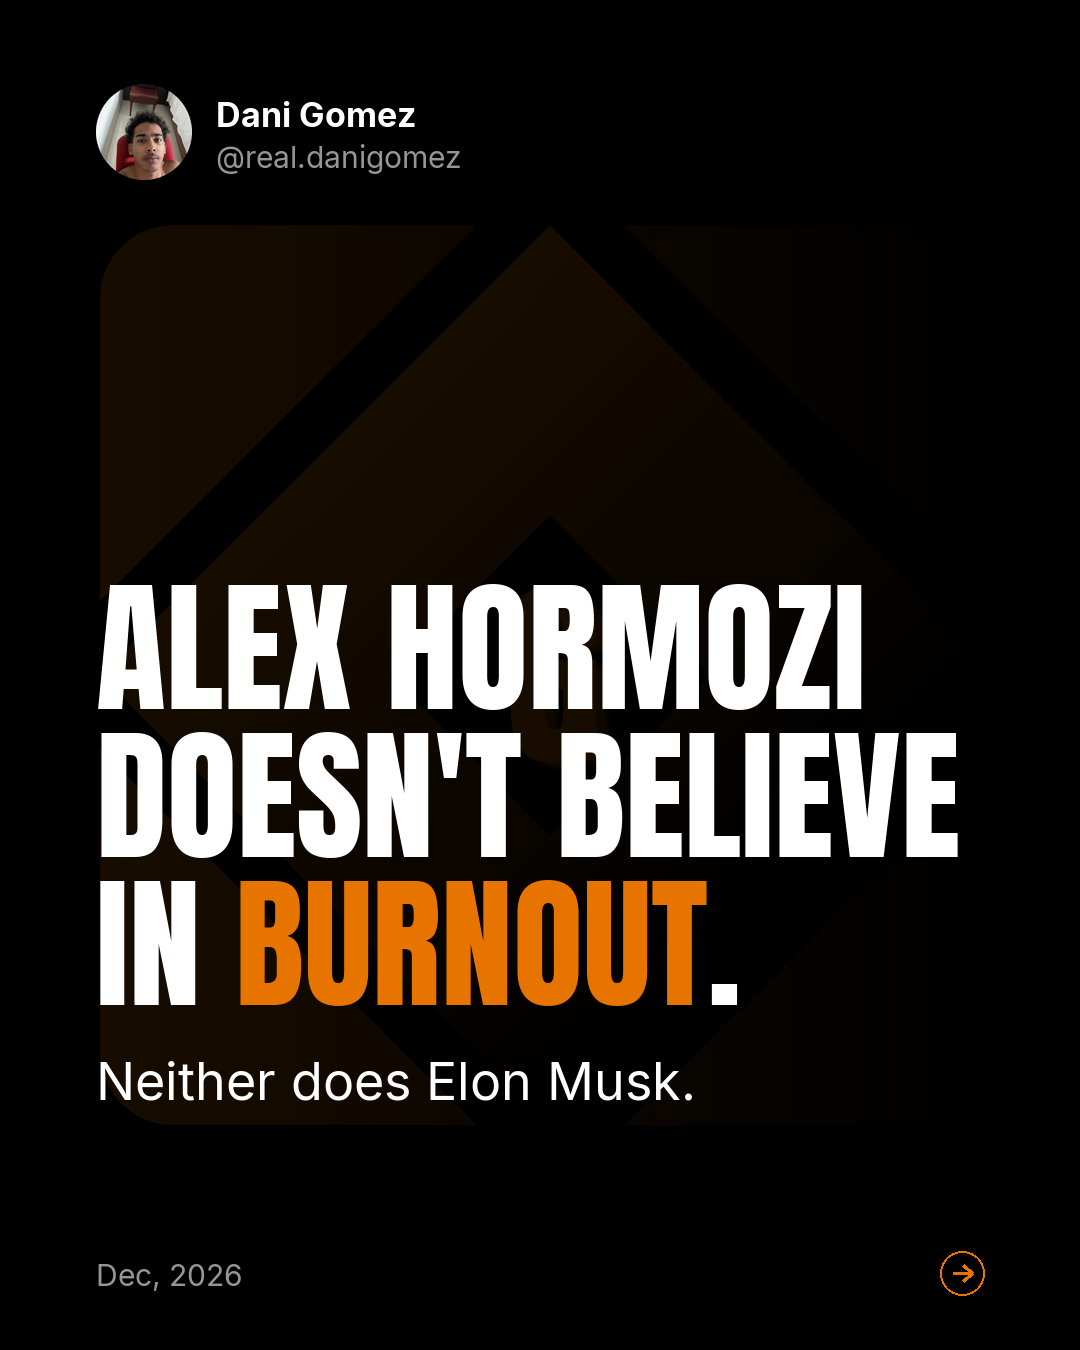 Dani Gomez
@real.danigomez
ALEX HORMOZI
DOESN'T BELIEVE
IN BURNOUT.
Neither does Elon Musk.
Dec, 2026